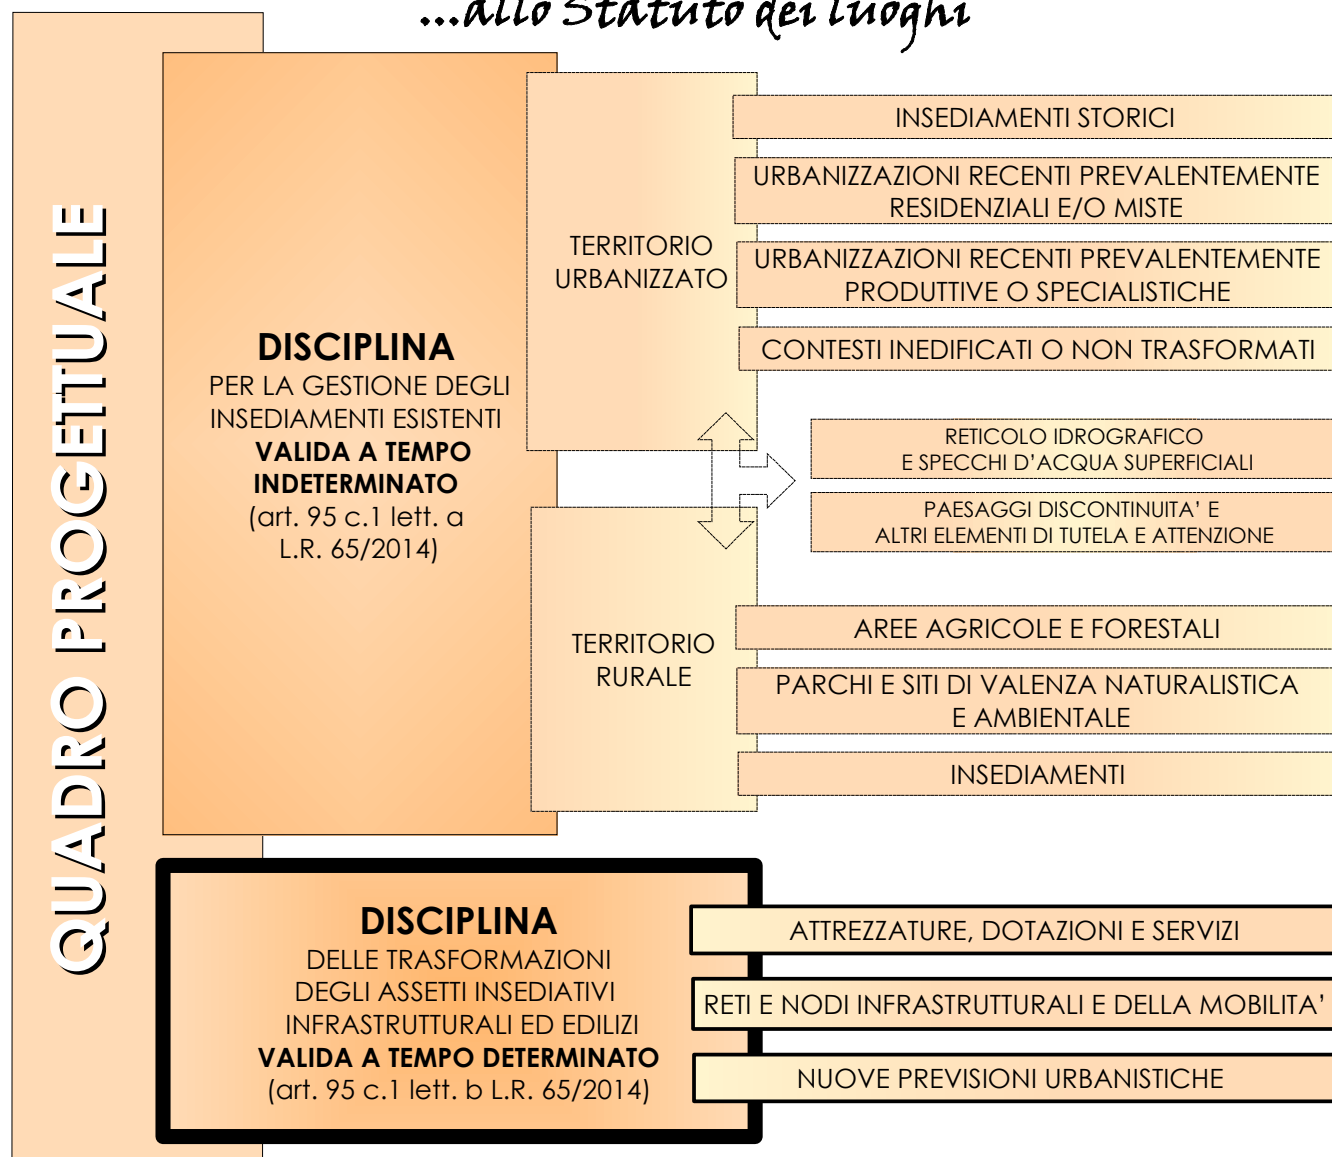 ...allo Statuto dei luoghi
QUADRO PROGETTUALE
DISCIPLINA
PER LA GESTIONE DEGLI
INSEDIAMENTI ESISTENTI
VALIDA A TEMPO
INDETERMINATO
(art. 95 c.1 lett. a
L.R. 65/2014)
TERRITORIO
URBANIZZATO
INSEDIAMENTI STORICI
URBANIZZAZIONI RECENTI PREVALENTEMENTE
RESIDENZIALI E/O MISTE
URBANIZZAZIONI RECENTI PREVALENTEMENTE
PRODUTTIVE O SPECIALISTICHE
CONTESTI INEDIFICATI O NON TRASFORMATI
RETICOLO IDROGRAFICO
E SPECCHI D'ACQUA SUPERFICIALI
PAESAGGI DISCONTINUITA' E
ALTRI ELEMENTI DI TUTELA E ATTENZIONE
TERRITORIO
RURALE
AREE AGRICOLE E FORESTALI
PARCHI E SITI DI VALENZA NATURALISTICA
E AMBIENTALE
INSEDIAMENTI
DISCIPLINA
DELLE TRASFORMAZIONI
DEGLI ASSETTI INSEDIATIVI
INFRASTRUTTURALI ED EDILIZI
VALIDA A TEMPO DETERMINATO
(art. 95 c.1 lett. b L.R. 65/2014)
ATTREZZATURE, DOTAZIONI E SERVIZI
RETI E NODI INFRASTRUTTURALI E DELLA MOBILITA'
NUOVE PREVISIONI URBANISTICHE